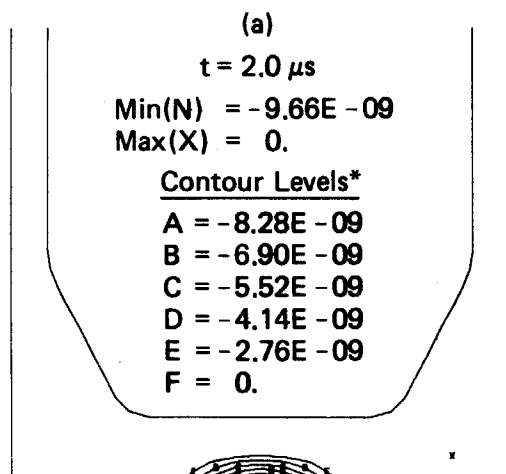 (a)
t = 2.0 μs
Min(N) = -9.66E -09
Max(X) = 0.
Contour Levels*
A = -8.28E -09
B = -6.90E -09
C = -5.52E -09
D = -4.14E -09
E = -2.76E -09
F = 0.
x